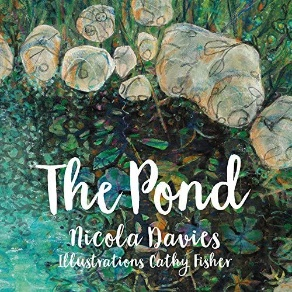 The Pond
Nicola Davies
Illustrations Cathy Fisher